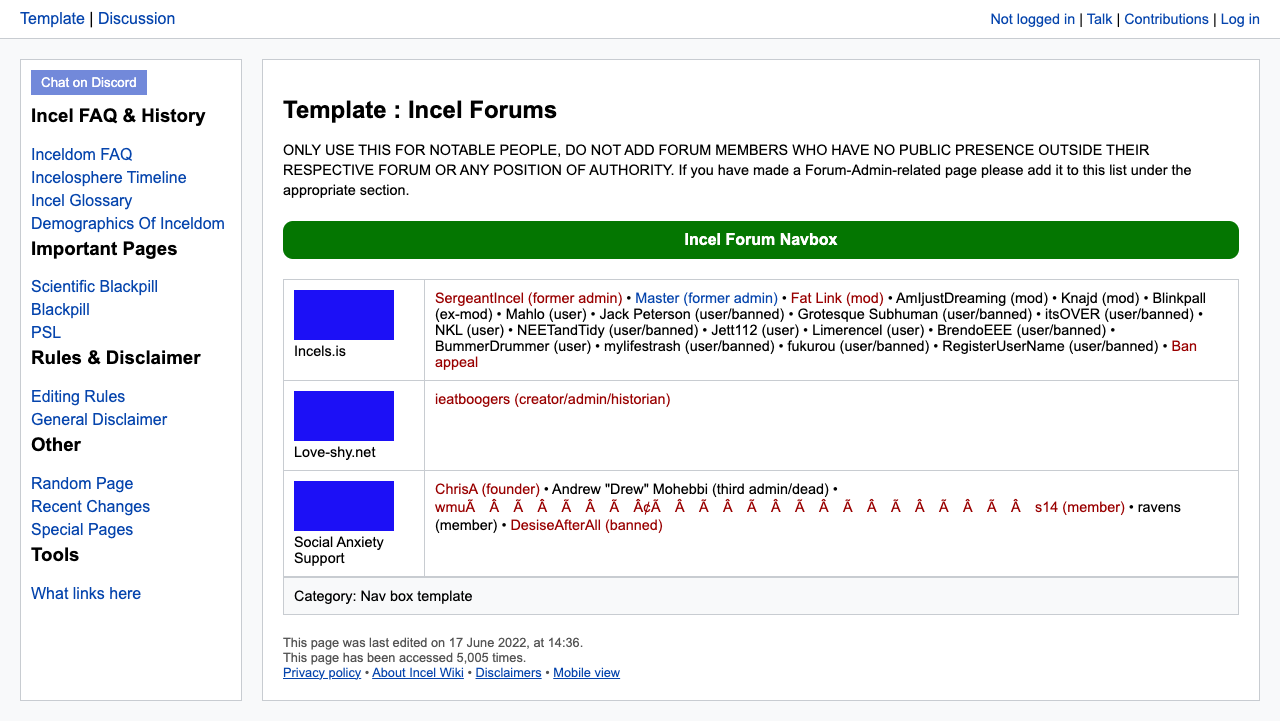 Template | Discussion
Not logged in | Talk | Contributions | Log in
Chat on Discord
Incel FAQ & History
Inceldom FAQ
Incelosphere Timeline
Incel Glossary
Demographics Of Inceldom
Important Pages
Scientific Blackpill
Blackpill
PSL
Rules & Disclaimer
Editing Rules
General Disclaimer
Other
Random Page
Recent Changes
Special Pages
Tools
What links here
Template : Incel Forums
ONLY USE THIS FOR NOTABLE PEOPLE, DO NOT ADD FORUM MEMBERS WHO HAVE NO PUBLIC PRESENCE OUTSIDE THEIR
RESPECTIVE FORUM OR ANY POSITION OF AUTHORITY. If you have made a Forum-Admin-related page please add it to this list under the
appropriate section.
Incel Forum Navbox
Incels.is
SergeantIncel (former admin) • Master (former admin) • Fat Link (mod) • AmIjustDreaming (mod) • Knajd (mod) • Blinkpall
(ex-mod) • Mahlo (user) • Jack Peterson (user/banned) • Grotesque Subhuman (user/banned) • itsOVER (user/banned) •
NKL (user) • NEETandTidy (user/banned) • Jett112 (user) • Limerencel (user) • BrendoEEE (user/banned) •
BummerDrummer (user) • mylifestrash (user/banned) • fukurou (user/banned) • RegisterUserName (user/banned) • Ban
appeal
Love-shy.net
ieatboogers (creator/admin/historian)
Social Anxiety
Support
ChrisA (founder) • Andrew "Drew" Mohebbi (third admin/dead) •
wmuÃ Â Ã Â Ã Â Ã Â¢Ã Â Ã Â Ã Â Ã Â Ã Â Ã Â Ã Â Ã Â s14 (member) • ravens
(member) • DesiseAfterAll (banned)
Category: Nav box template
This page was last edited on 17 June 2022, at 14:36.
This page has been accessed 5,005 times.
Privacy policy • About Incel Wiki • Disclaimers • Mobile view